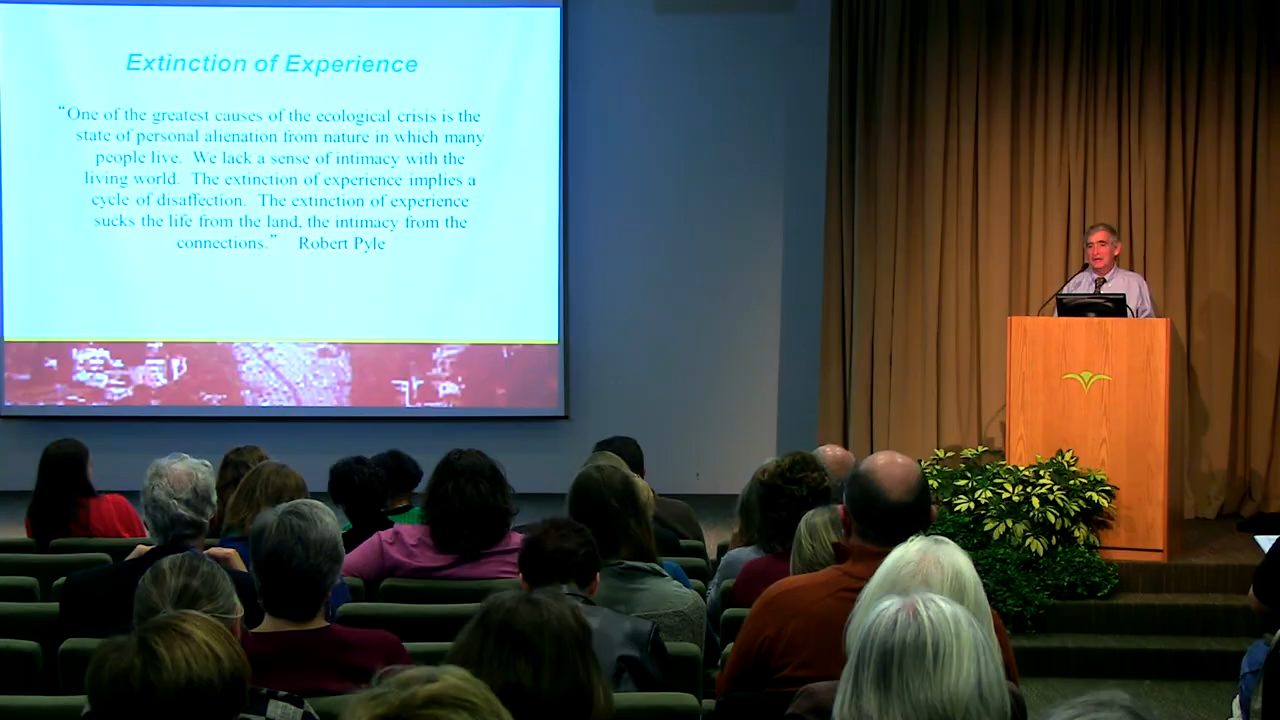 Extinction of Experience
“One of the greatest causes of the ecological crisis is the
state of personal alienation from nature in which many
people live. We lack a sense of intimacy with the
living world. The extinction of experience implies a
cycle of disaffection. The extinction of experience
sucks the life from the land, the intimacy from the
connections.” Robert Pyle